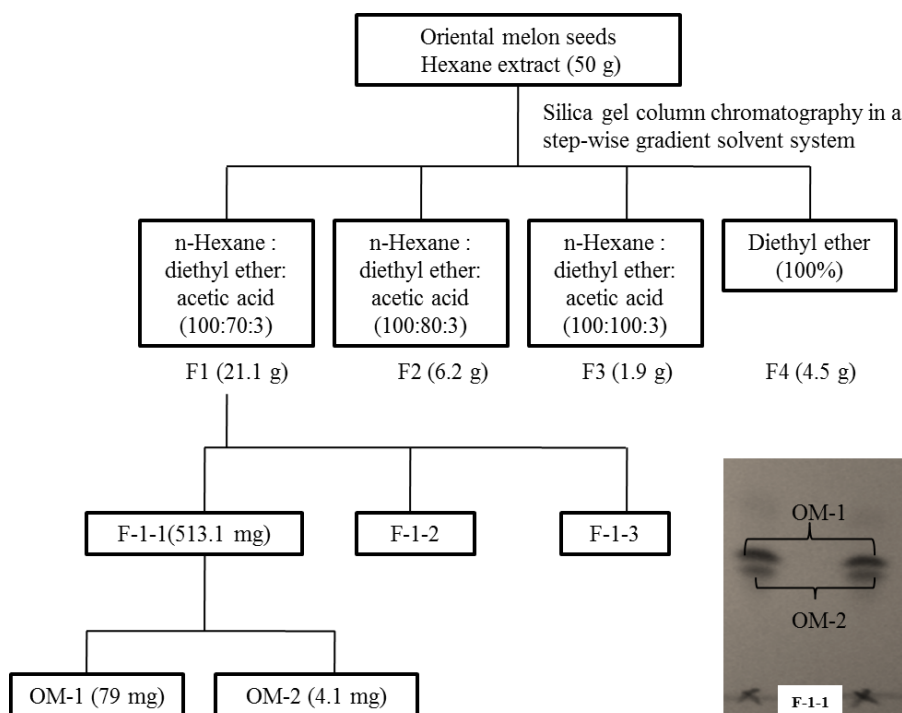 Oriental melon seeds
Hexane extract (50 g)
Silica gel column chromatography in a
step-wise gradient solvent system
n-Hexane :
diethyl ether:
acetic acid
(100:70:3)
n-Hexane :
diethyl ether:
acetic acid
(100:80:3)
n-Hexane :
diethyl ether:
acetic acid
(100:100:3)
Diethyl ether
(100%)
F1 (21.1 g)
F2 (6.2 g)
F3 (1.9 g)
F4 (4.5 g)
F-1-1(513.1 mg)
F-1-2
F-1-3
OM-1
OM-2
OM-1 (79 mg)
OM-2 (4.1 mg)
F-1-1